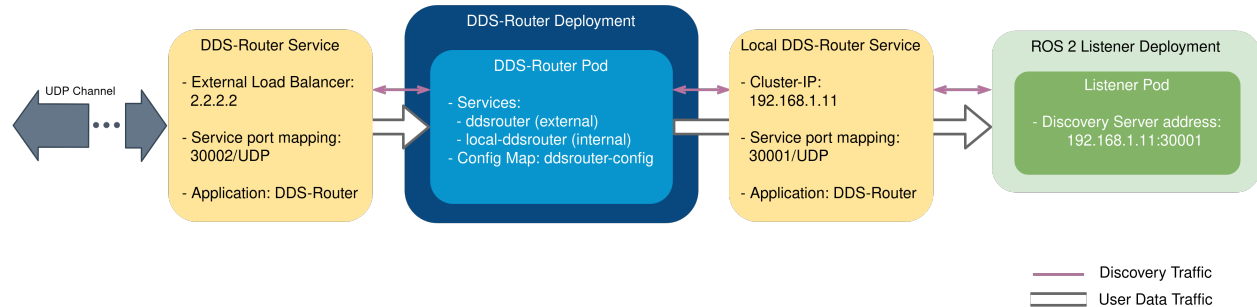 UDP Channel
DDS-Router Service
- External Load Balancer:
2.2.2.2
- Service port mapping:
30002/UDP
- Application: DDS-Router
DDS-Router Deployment
DDS-Router Pod
- Services:
- ddsrouter (external)
- local-ddsrouter (internal)
- Config Map: ddsrouter-config
Local DDS-Router Service
- Cluster-IP:
192.168.1.11
- Service port mapping:
30001/UDP
- Application: DDS-Router
ROS 2 Listener Deployment
Listener Pod
- Discovery Server address:
192.168.1.11:30001
Discovery Traffic
User Data Traffic